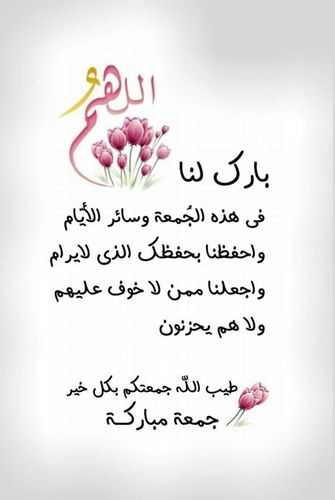 اللهم
بارك لنا
فى هذه الجُمعة وسائر الأيام
واحفظنا بحفظك الذى لايرام
واجعلنا ممن لا خوف عليهم
ولا هم يحزنون
طيب اللّه جمعتكم بكل خير
جمعة مباركة